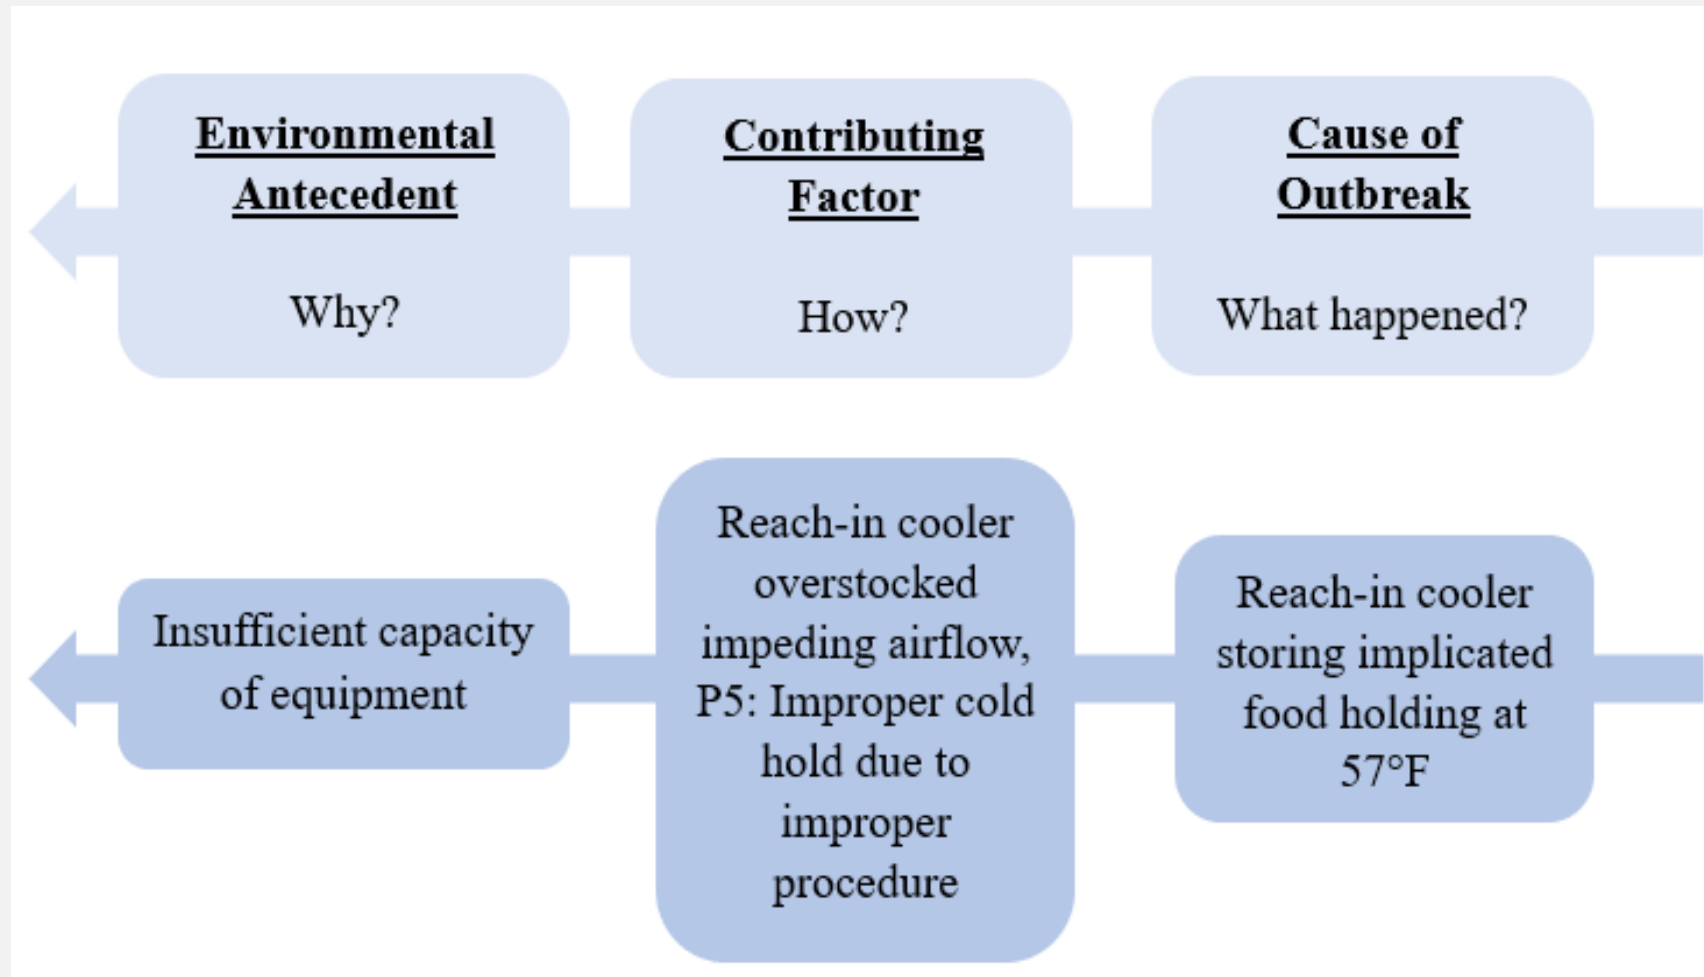 Environmental
Antecedent
Why?
Contributing
Factor
How?
Cause of
Outbreak
What happened?
Insufficient capacity
of equipment
Reach-in cooler
overstocked
impeding airflow,
P5: Improper cold
hold due to
improper
procedure
Reach-in cooler
storing implicated
food holding at
57°F